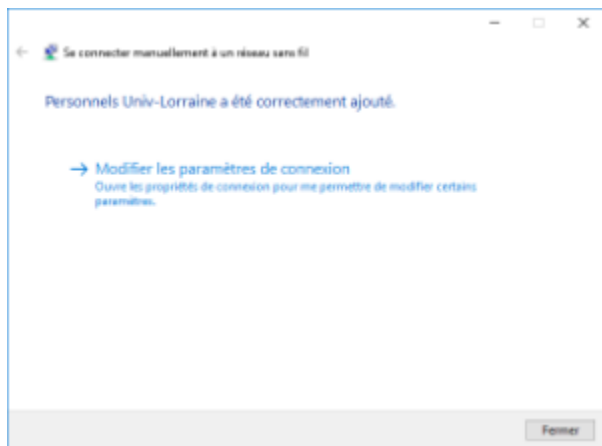 Se connecter manuellement à un réseau sans fil
Personnels Univ-Lorraine a été correctement ajouté.
Modifier les paramètres de connexion
Ouvre les propriétés de connexion pour me permettre de modifier certains
paramètres.
Fermer